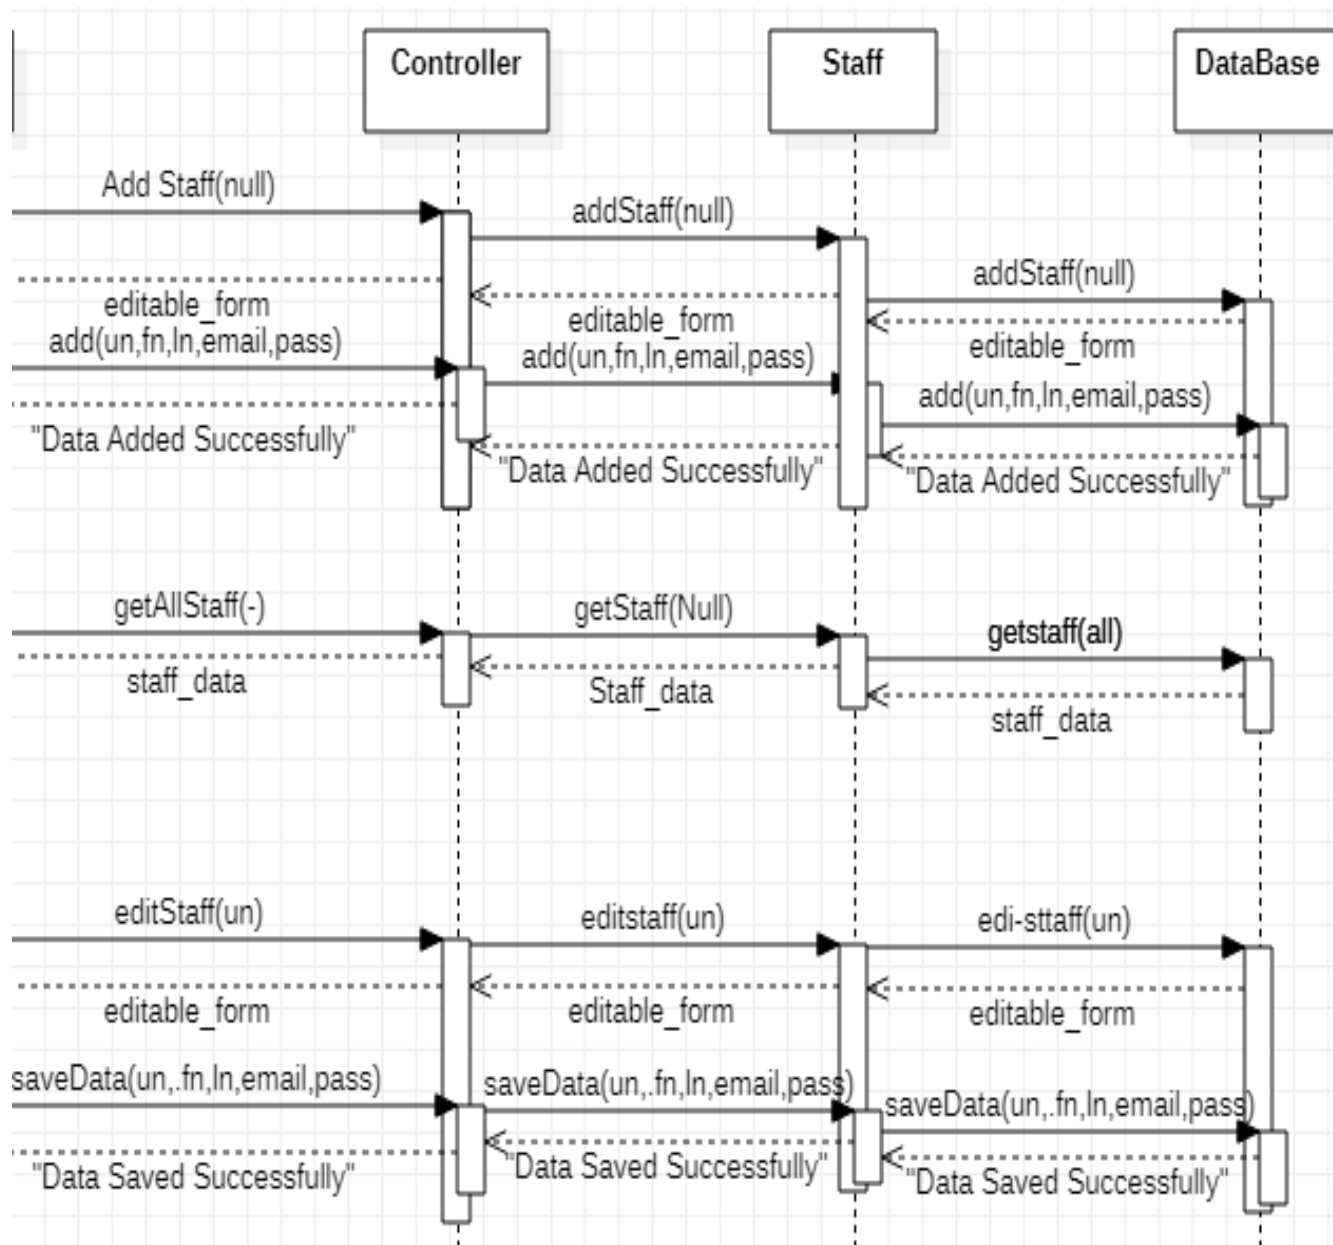 Controller
Staff
DataBase
Add Staff(null)
addStaff(null)
addStaff(null)
editable_form
editable_form
editable_form
add(un,fn,ln,email,pass)
add(un,fn,ln,email,pass)
add(un,fn,ln,email,pass)
"Data Added Successfully"
"Data Added Successfully"
"Data Added Successfully"
getAllStaff(-)
getStaff(Null)
getstaff(all)
staff_data
Staff_data
staff_data
editStaff(un)
editstaff(un)
edi-sttaff(un)
editable_form
editable_form
editable_form
saveData(un,.fn,ln,email,pass)
saveData(un,.fn,ln,email,pass)
saveData(un,.fn,ln,email,pass)
"Data Saved Successfully"
"Data Saved Successfully"
"Data Saved Successfully"